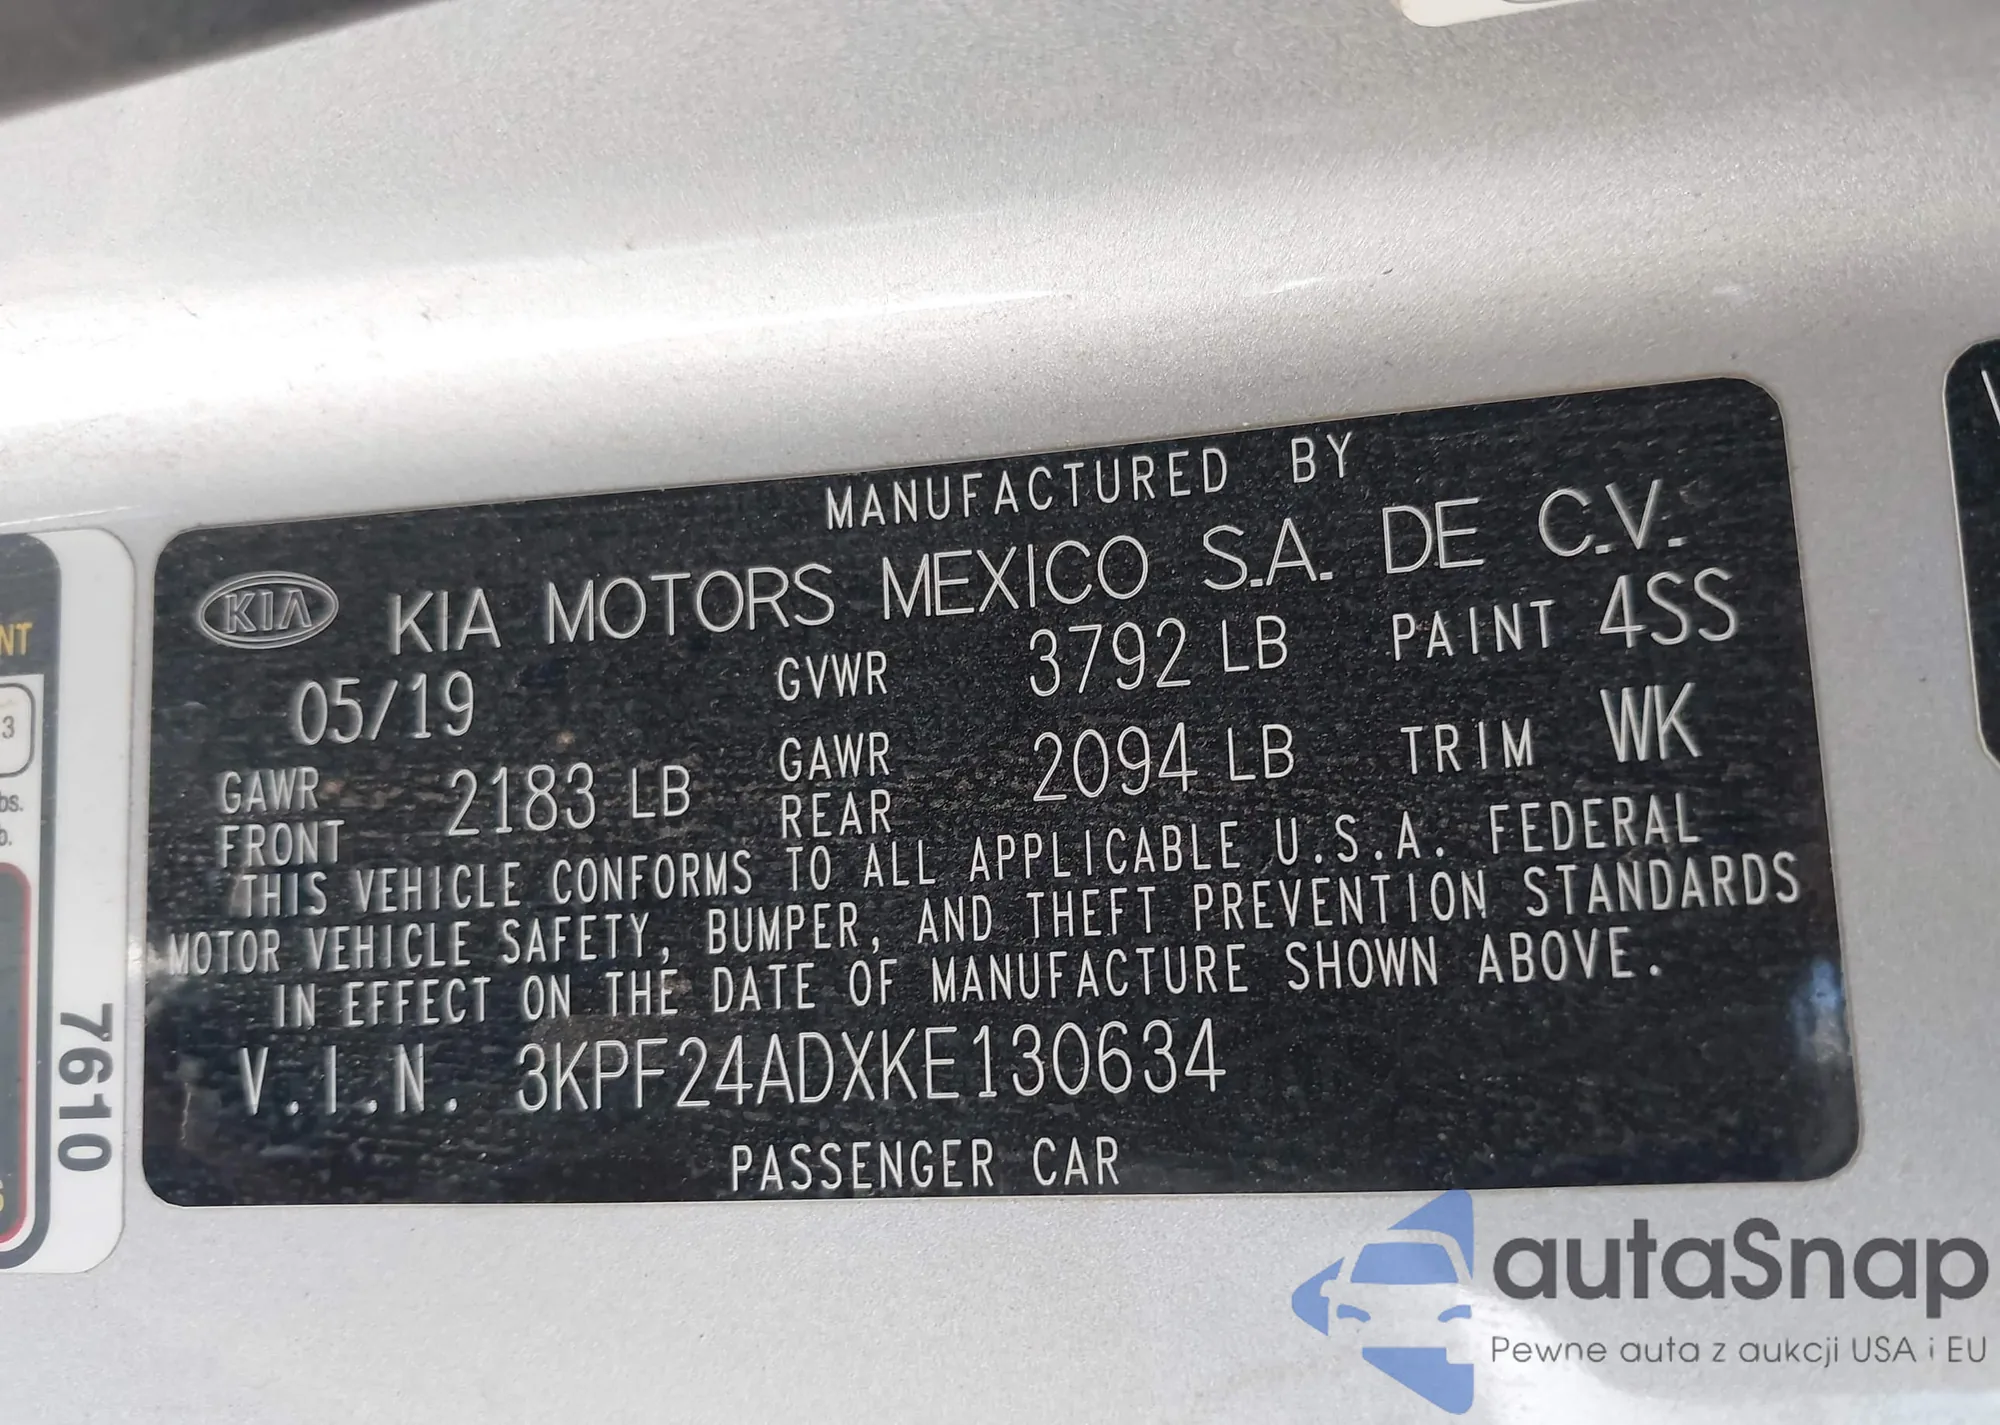 MANUFACTURED BY
KIA KIA MOTORS MEXICO S.A. DE C.V.
05/19 GVWR 3792 LB PAINT 4SS
GAWR FRONT 2183 LB GAWR REAR 2094 LB TRIM WK
THIS VEHICLE CONFORMS TO ALL APPLICABLE U.S.A. FEDERAL
MOTOR VEHICLE SAFETY, BUMPER, AND THEFT PREVENTION STANDARDS
IN EFFECT ON THE DATE OF MANUFACTURE SHOWN ABOVE.
V.I.N. 3KPF24ADXKE130634
PASSENGER CAR
NT
3
bs.
b.
7610
autaSnap
Pewne auta z aukcji USA i EU